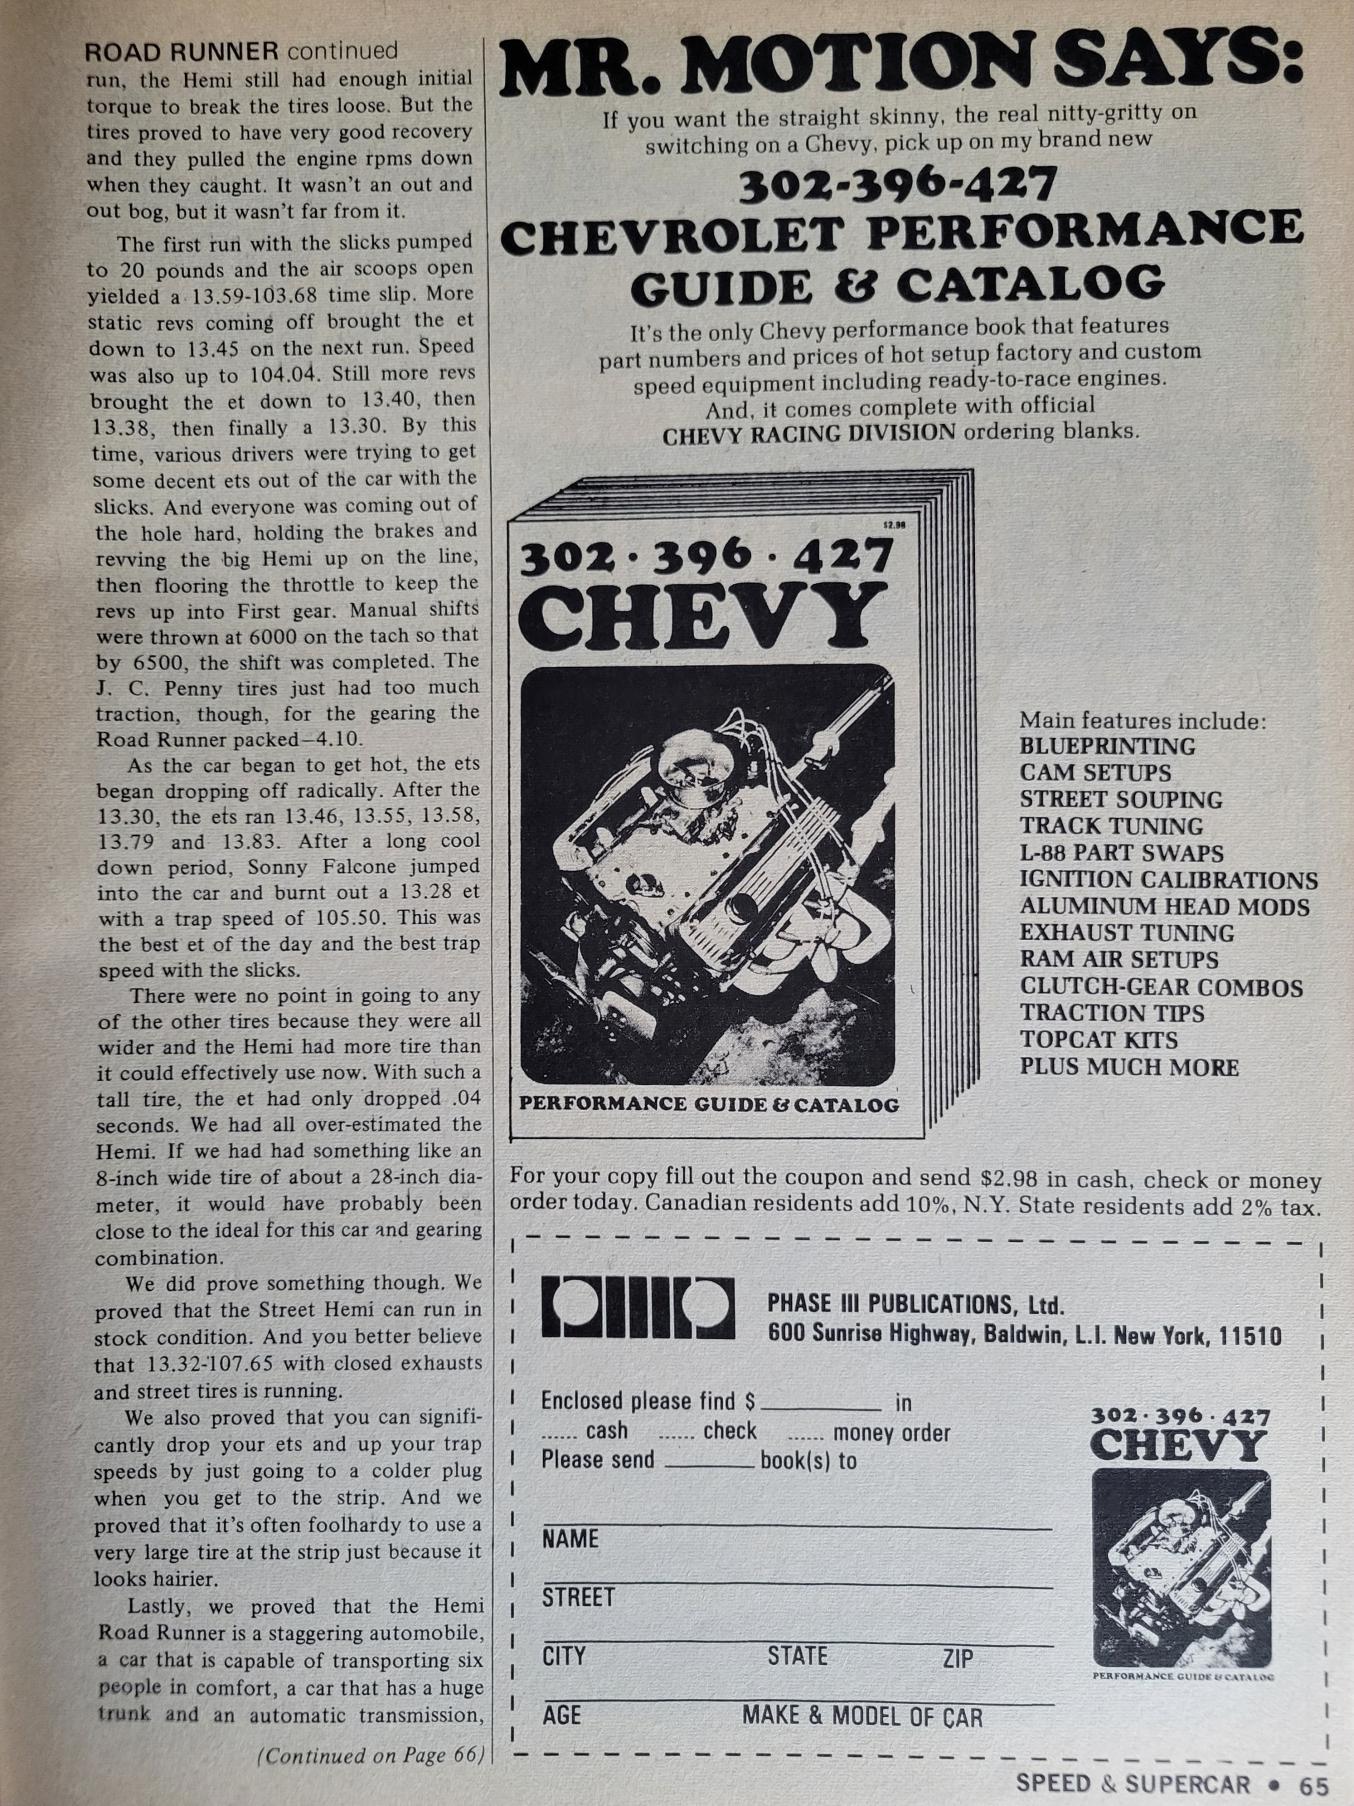 ROAD RUNNER continued
run, the Hemi still had enough initial
torque to break the tires loose. But the
tires proved to have very good recovery
and they pulled the engine rpms down
when they caught. It wasn't an out and
out bog, but it wasn't far from it.
The first run with the slicks pumped
to 20 pounds and the air scoops open
yielded a 13.59-103.68 time slip. More
static revs coming off brought the et
down to 13.45 on the next run. Speed
was also up to 104.04. Still more revs
brought the et down to 13.40, then
13.38, then finally a 13.30. By this
time, various drivers were trying to get
some decent ets out of the car with the
slicks. And everyone was coming out of
the hole hard, holding the brakes and
revving the big Hemi up on the line,
then flooring the throttle to keep the
revs up into First gear. Manual shifts
were thrown at 6000 on the tach so that
by 6500, the shift was completed. The
J. C. Penny tires just had too much
traction, though, for the gearing the
Road Runner packed—4.10.
As the car began to get hot, the ets
began dropping off radically. After the
13.30, the ets ran 13.46, 13.55, 13.58,
13.79 and 13.83. After a long cool
down period, Sonny Falcone jumped
into the car and burnt out a 13.28 et
with a trap speed of 105.50. This was
the best et of the day and the best trap
speed with the slicks.
There were no point in going to any
of the other tires because they were all
wider and the Hemi had more tire than
it could effectively use now. With such a
tall tire, the et had only dropped .04
seconds. We had all over-estimated the
Hemi. If we had had something like an
8-inch wide tire of about a 28-inch dia-
meter, it would have probably been
close to the ideal for this car and gearing
combination.
We did prove something though. We
proved that the Street Hemi can run in
stock condition. And you better believe
that 13.32-107.65 with closed exhausts
and street tires is running.
We also proved that you can signifi-
cantly drop your ets and up your trap
speeds by just going to a colder plug
when you get to the strip. And we
proved that it's often foolhardy to use a
very large tire at the strip just because it
looks hairier.
Lastly, we proved that the Hemi
Road Runner is a staggering automobile,
a car that is capable of transporting six
people in comfort, a car that has a huge
trunk and an automatic transmission,
(Continued on Page 66)
MR. MOTION SAYS:
If you want the straight skinny, the real nitty-gritty on
switching on a Chevy, pick up on my brand new
302-396-427
CHEVROLET PERFORMANCE
GUIDE & CATALOG
It's the only Chevy performance book that features
part numbers and prices of hot setup factory and custom
speed equipment including ready-to-race engines.
And, it comes complete with official
CHEVY RACING DIVISION ordering blanks.
$2.98
302 · 396 · 427
CHEVY
PERFORMANCE GUIDE & CATALOG
Main features include:
BLUEPRINTING
CAM SETUPS
STREET SOUPING
TRACK TUNING
L-88 PART SWAPS
IGNITION CALIBRATIONS
ALUMINUM HEAD MODS
EXHAUST TUNING
RAM AIR SETUPS
CLUTCH-GEAR COMBOS
TRACTION TIPS
TOPCAT KITS
PLUS MUCH MORE
For your copy fill out the coupon and send $2.98 in cash, check or money
order today. Canadian residents add 10%, N.Y. State residents add 2% tax.
PHASE III PUBLICATIONS, Ltd.
600 Sunrise Highway, Baldwin, L.I. New York, 11510
Enclosed please find $ ________ in
...... cash ...... check ...... money order
Please send ________ book(s) to
NAME
STREET
CITY STATE ZIP
AGE MAKE & MODEL OF CAR
302 · 396 · 427
CHEVY
PERFORMANCE GUIDE & CATALOG
SPEED & SUPERCAR • 65